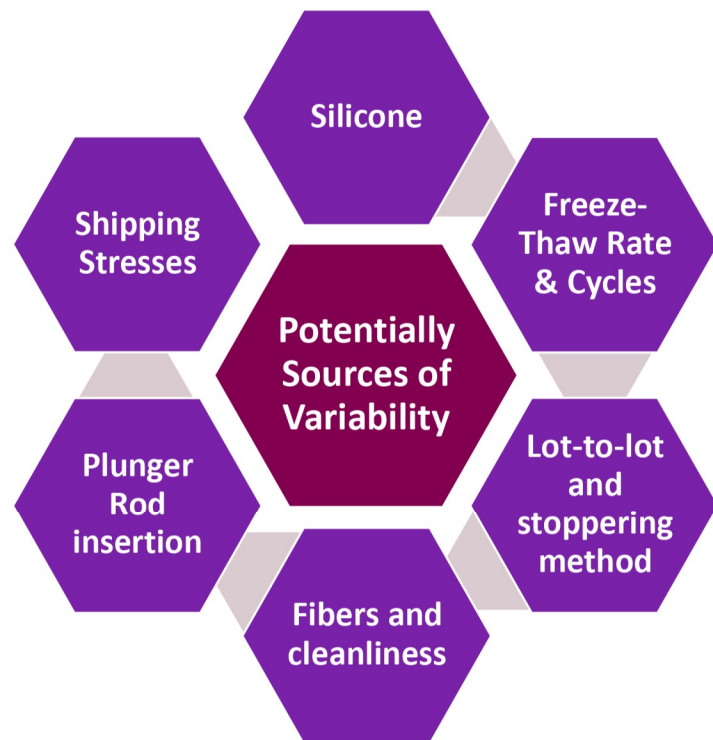 Silicone
Freeze-
Thaw Rate
& Cycles
Lot-to-lot
and
stoppering
method
Fibers and
cleanliness
Plunger
Rod
insertion
Shipping
Stresses
Potentially
Sources of
Variability